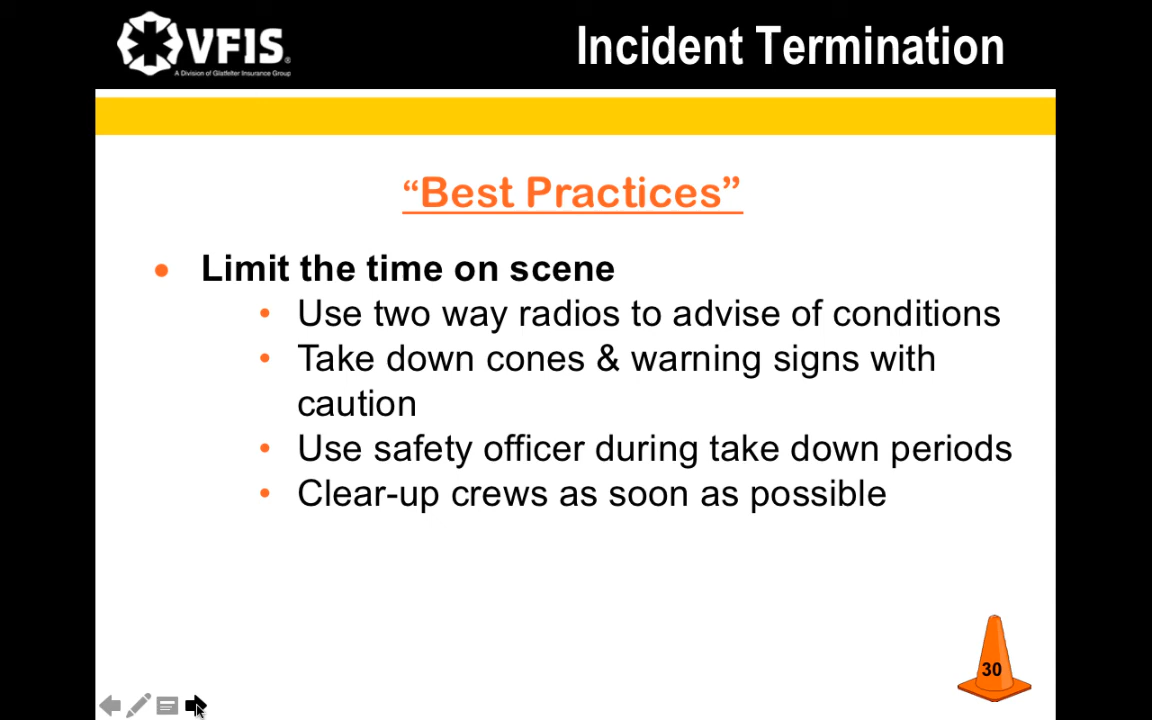 VFIS®
A Division of Glatfelter Insurance Group
Incident Termination
“Best Practices”
• Limit the time on scene
• Use two way radios to advise of conditions
• Take down cones & warning signs with
caution
• Use safety officer during take down periods
• Clear-up crews as soon as possible
30